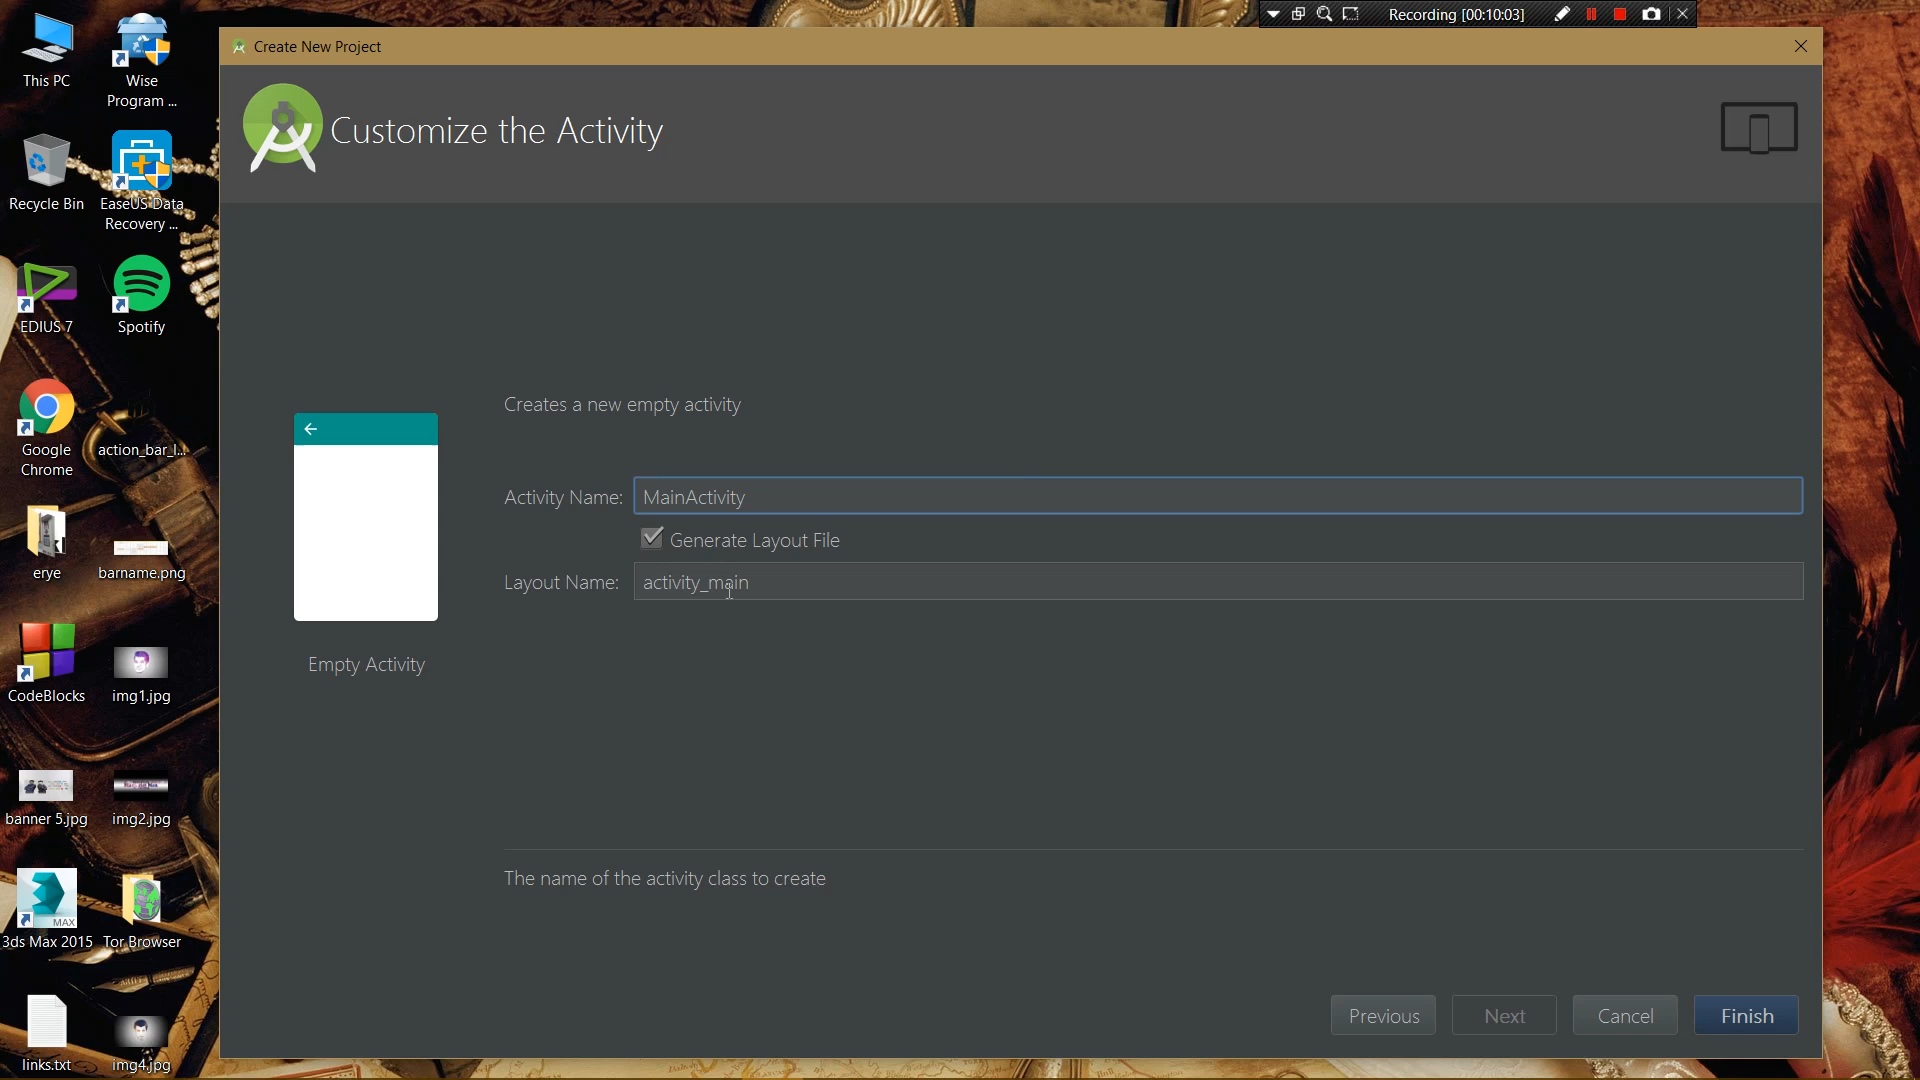 Recording [00:10:03]
Create New Project
Customize the Activity
Creates a new empty activity
Activity Name: MainActivity
Generate Layout File
Layout Name: activity_main
Empty Activity
The name of the activity class to create
Previous
Next
Cancel
Finish
This PC
Wise
Program ...
Recycle Bin
EaseUS Data
Recovery ...
EDIUS 7
Spotify
Google
Chrome
action_bar_l...
erye
barname.png
CodeBlocks
img1.jpg
banner 5.jpg
img2.jpg
MAX
3ds Max 2015
Tor Browser
links.txt
img4.jpg